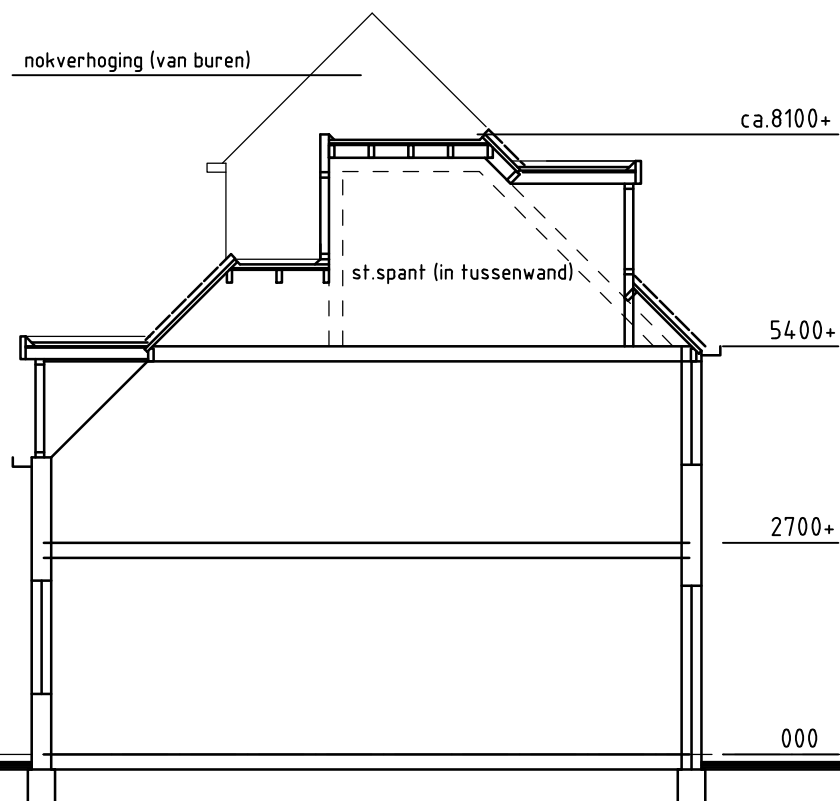 nokverhoging (van buren)
ca.8100+
st.spant (in tussenwand)
5400+
2700+
000